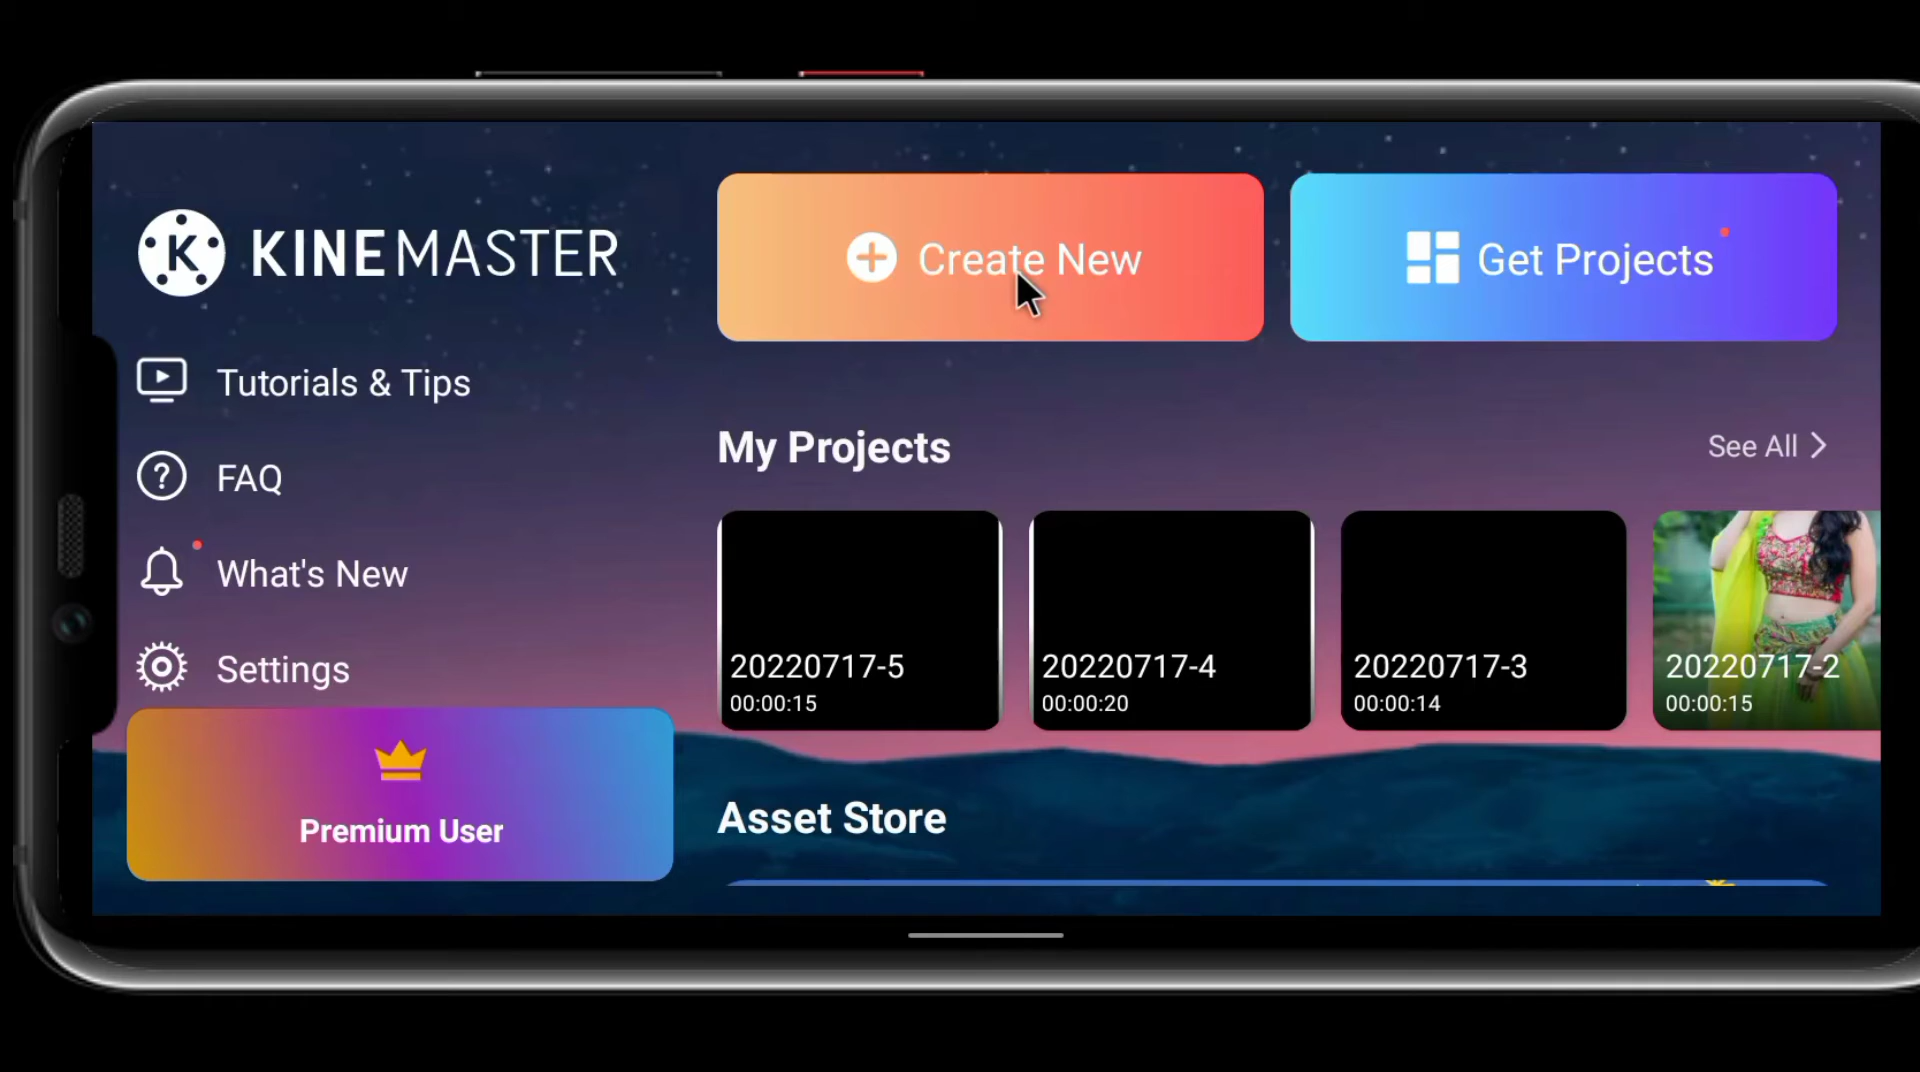 KINEMASTER
Tutorials & Tips
FAQ
What's New
Settings
Premium User
Create New
Get Projects
My Projects
See All
20220717-5
00:00:15
20220717-4
00:00:20
20220717-3
00:00:14
20220717-2
00:00:15
Asset Store